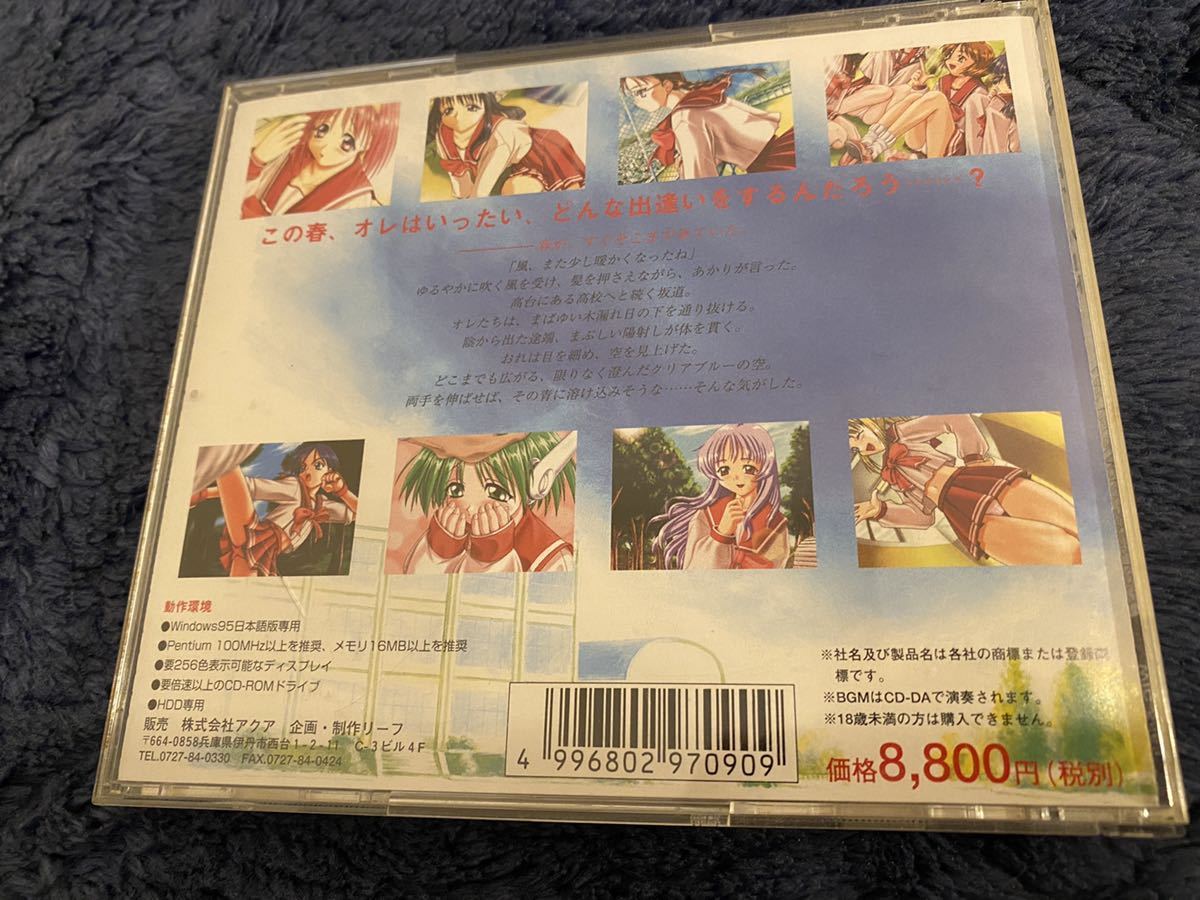 この春、オレはいったい、どんな出逢いをするんだろう………？
――――春が、すぐそこまできていた。
「風、また少し暖かくなったね」
ゆるやかに吹く風を受け、髪を押さえながら、あかりが言った。
高台にある高校へと続く坂道。
オレたちは、まばゆい木漏れ日の下を通り抜ける。
陰から出た途端、まぶしい陽射しが体を貫く。
おれは目を細め、空を見上げた。
どこまでも広がる、限りなく澄んだクリアブルーの空。
両手を伸ばせば、その青に溶け込みそうな……そんな気がした。
動作環境
●Windows95日本語版専用
●Pentium 100MHz以上を推奨、メモリ16MB以上を推奨
●要256色表示可能なディスプレイ
●要倍速以上のCD-ROMドライブ
●HDD専用
販売 株式会社アクア 企画・制作リーフ
〒664-0858兵庫県伊丹市西台1-2-11 C-3ビル4F
TEL.0727-84-0330 FAX.0727-84-0424
4 996802 970909
※社名及び製品名は各社の商標または登録商
標です。
※BGMはCD-DAで演奏されます。
※18歳未満の方は購入できません。
価格8,800円（税別）